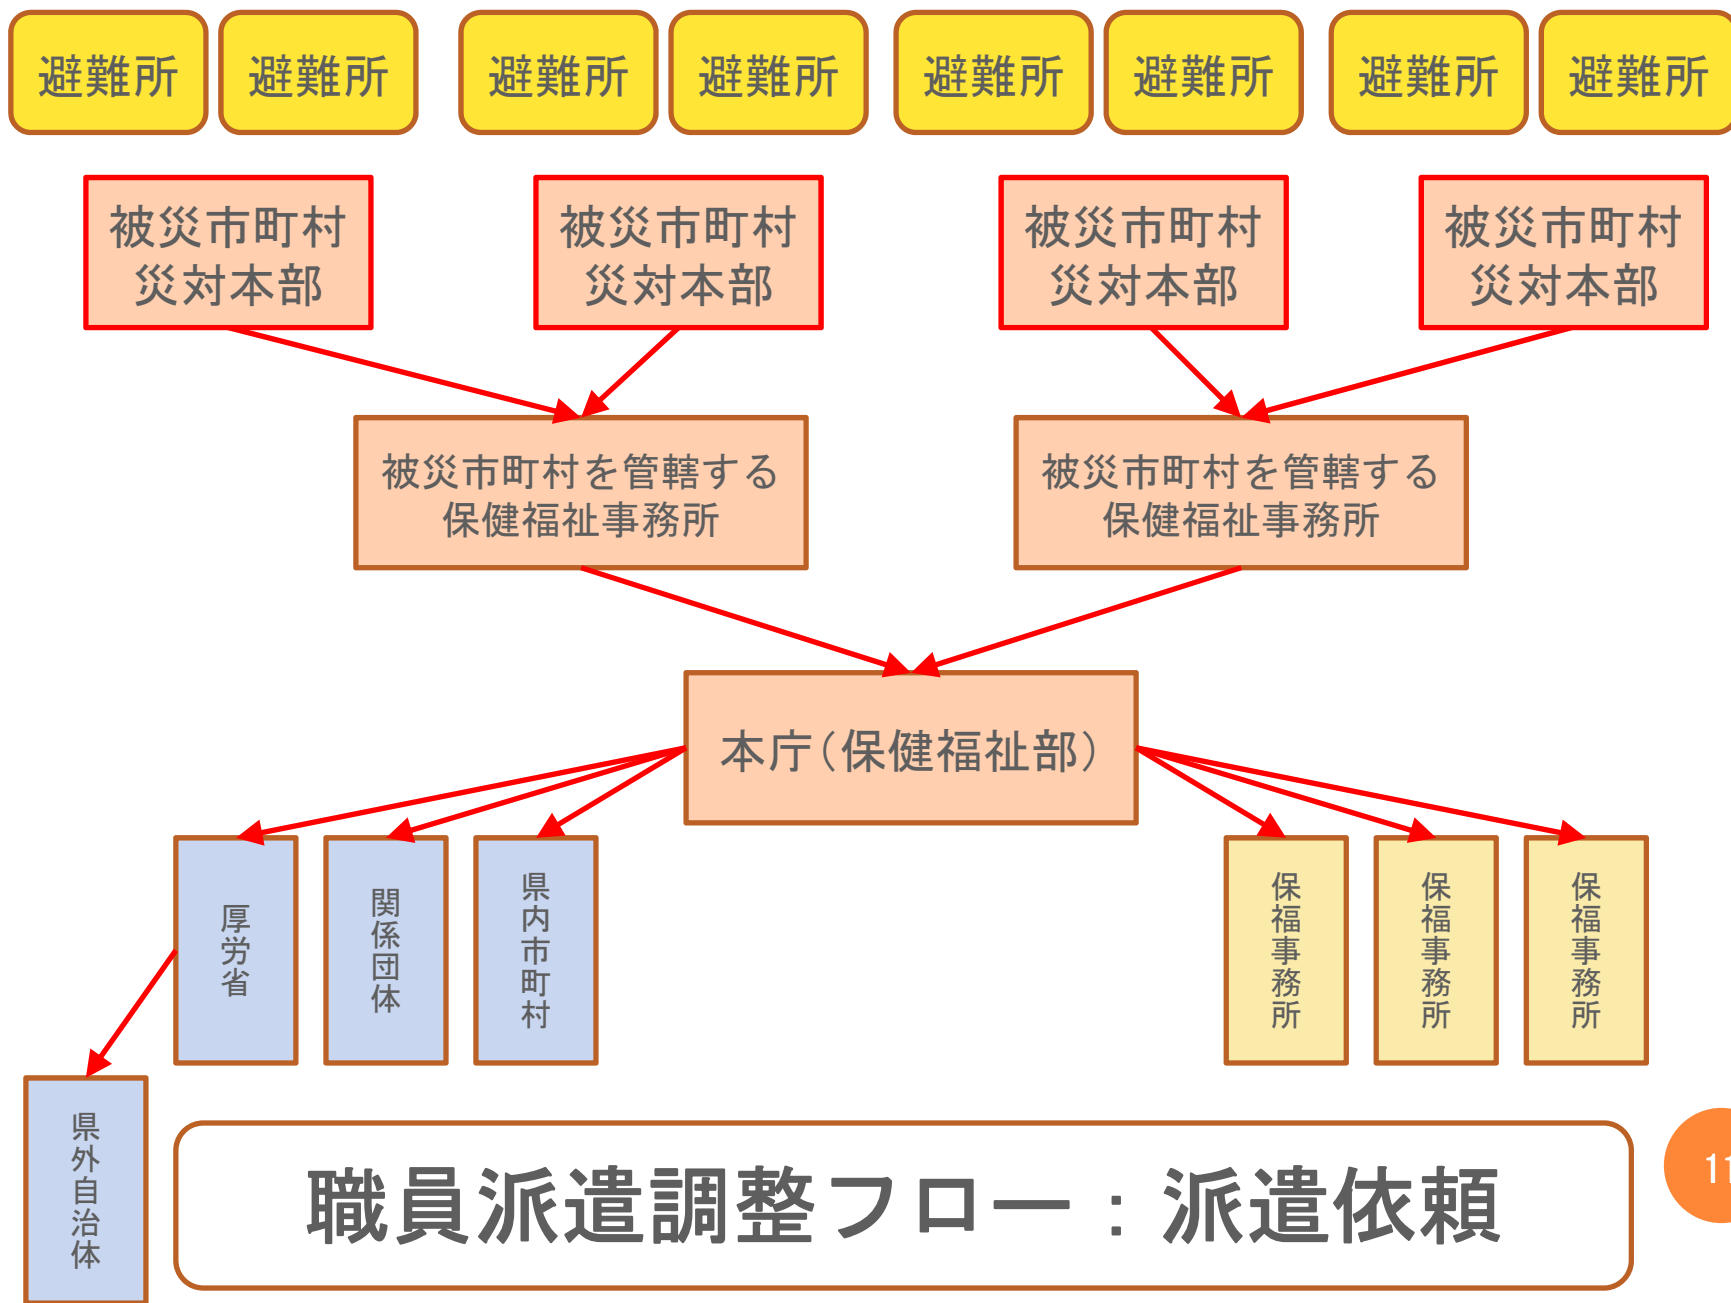 避難所
避難所
避難所
避難所
避難所
避難所
避難所
避難所
被災市町村
災対本部
被災市町村
災対本部
被災市町村
災対本部
被災市町村
災対本部
被災市町村を管轄する
保健福祉事務所
被災市町村を管轄する
保健福祉事務所
本庁（保健福祉部）
厚労省
関係団体
県内市町村
保福事務所
保福事務所
保福事務所
県外自治体
職員派遣調整フロー：派遣依頼
11